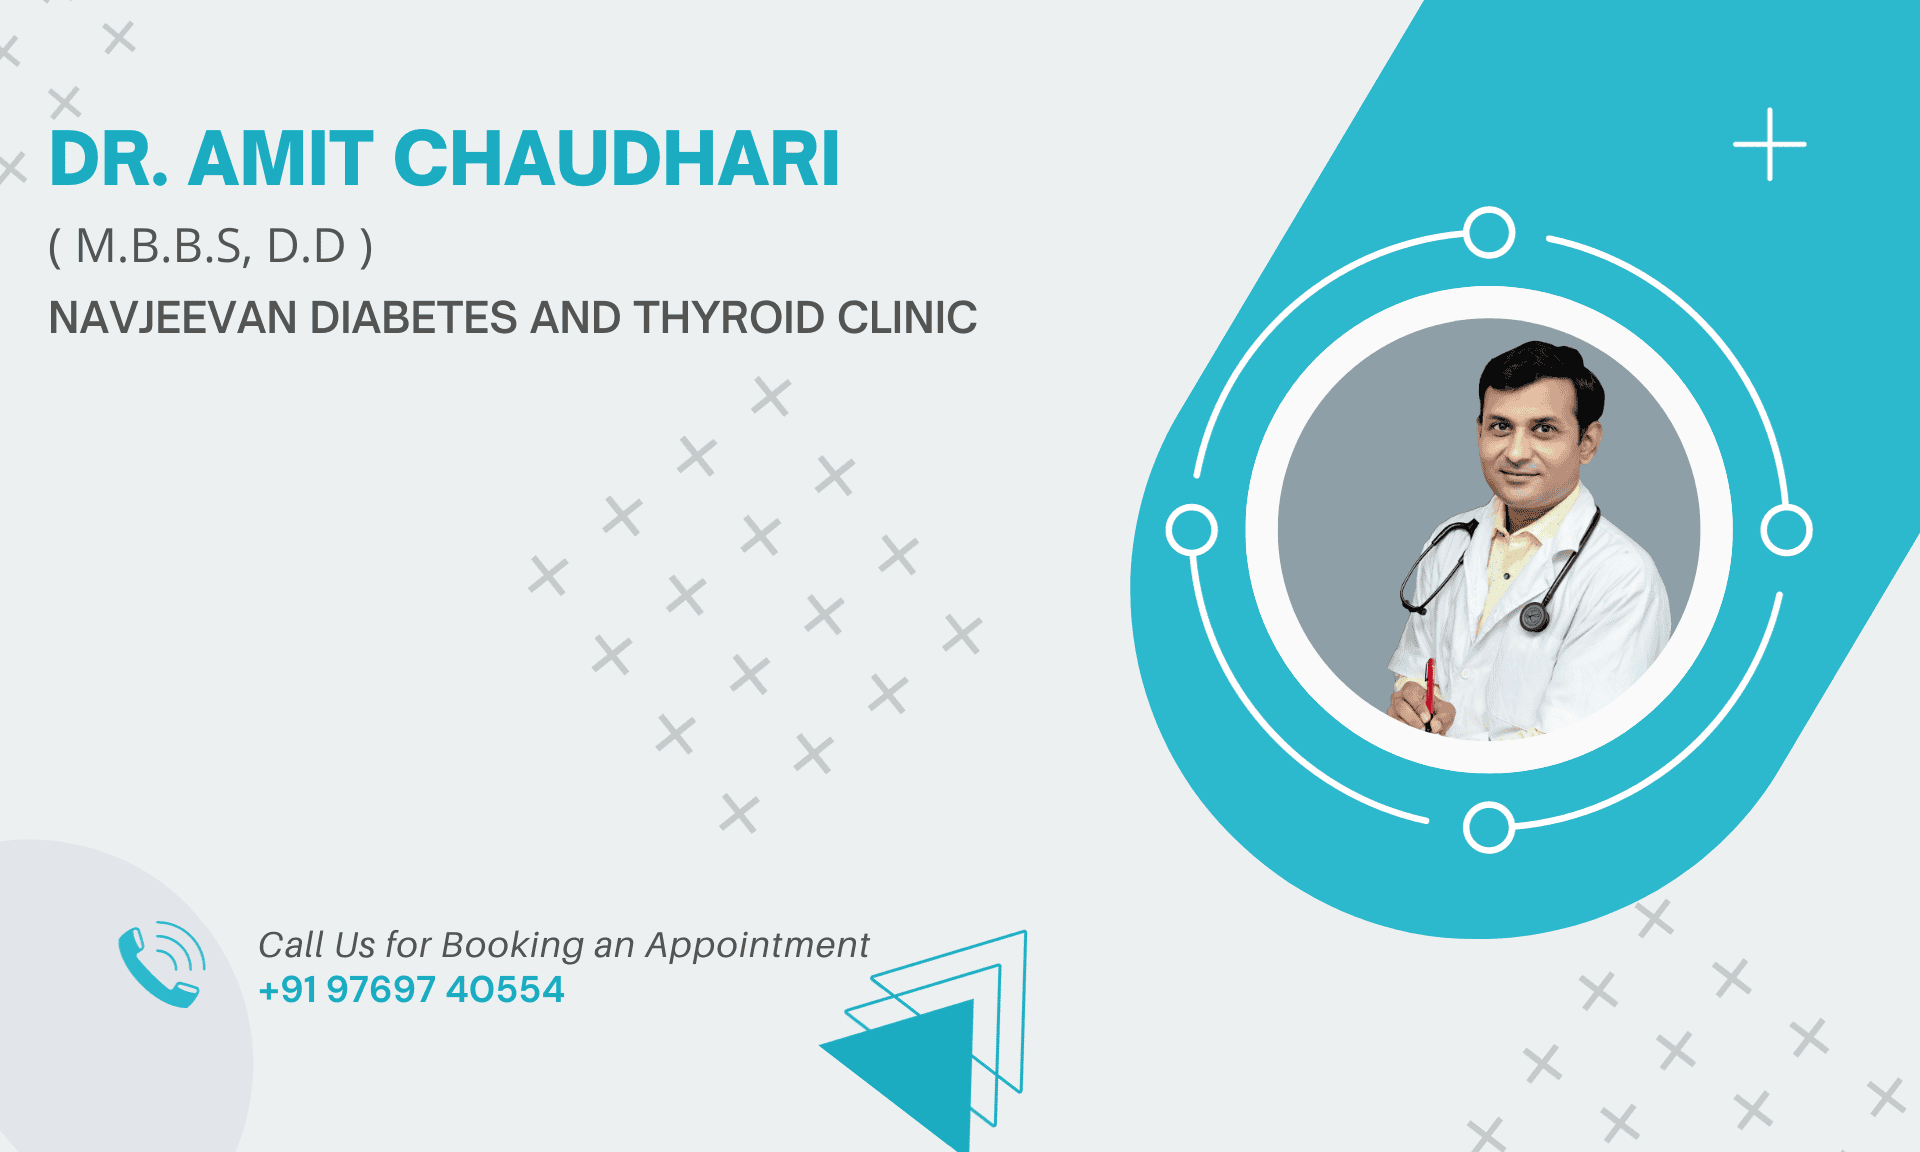 DR. AMIT CHAUDHARI
( M.B.B.S, D.D )
NAVJEEVAN DIABETES AND THYROID CLINIC
Call Us for Booking an Appointment
+91 97697 40554